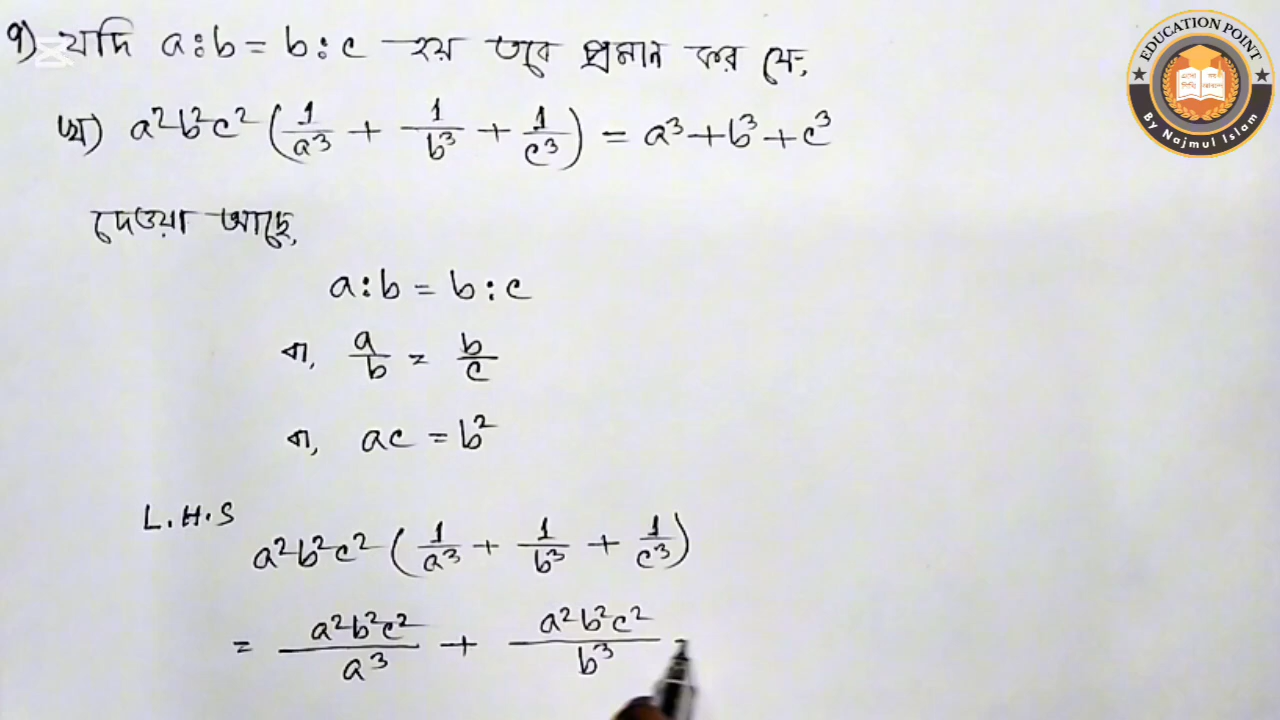 ৭) যদি a:b = b:c হয় তবে প্রমান কর যে,
অ) a²b²c² (1/a³ + 1/b³ + 1/c³) = a³+b³+c³
দেওয়া আছে,
a:b = b:c
বা, a/b = b/c
বা, ac = b²
L.H.S
a²b²c² (1/a³ + 1/b³ + 1/c³)
= a²b²c²/a³ + a²b²c²/b³
EDUCATION POINT
By Najmul Islam